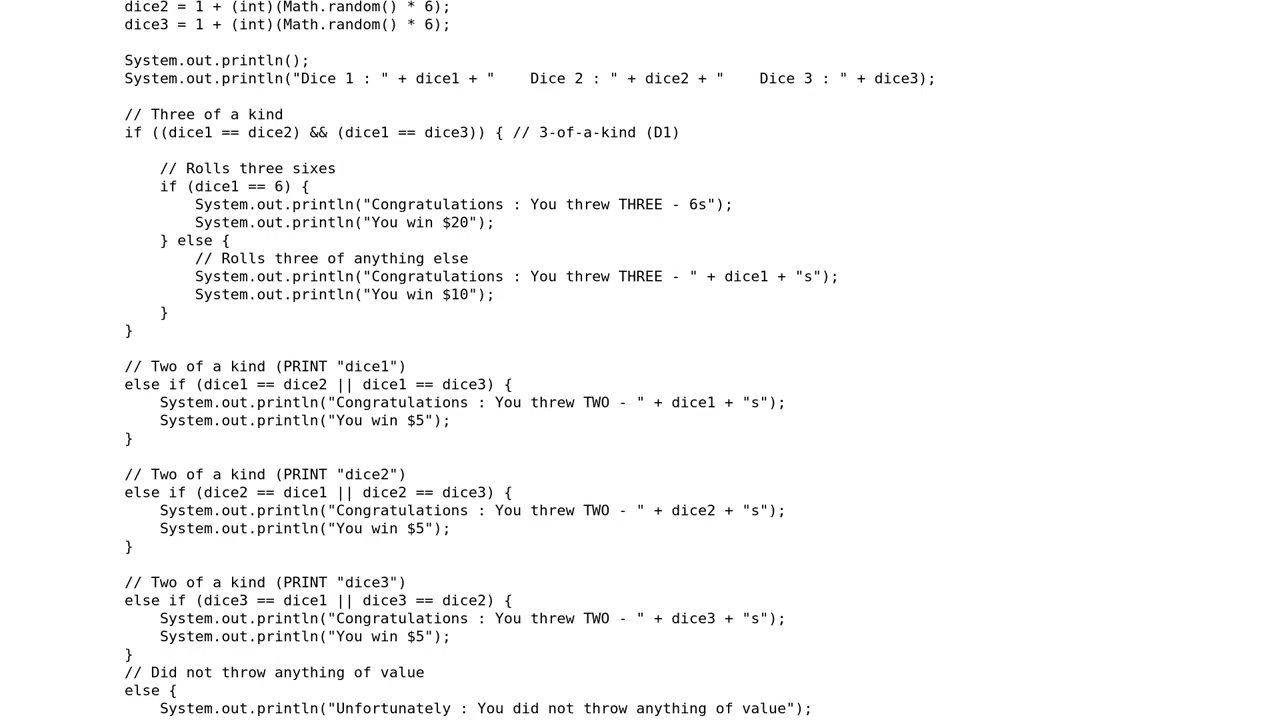 dice2 = 1 + (int)(Math.random() * 6);
dice3 = 1 + (int)(Math.random() * 6);

System.out.println();
System.out.println("Dice 1 : " + dice1 + "    Dice 2 : " + dice2 + "    Dice 3 : " + dice3);

// Three of a kind
if ((dice1 == dice2) && (dice1 == dice3)) { // 3-of-a-kind (D1)

    // Rolls three sixes
    if (dice1 == 6) {
        System.out.println("Congratulations : You threw THREE - 6s");
        System.out.println("You win $20");
    } else {
        // Rolls three of anything else
        System.out.println("Congratulations : You threw THREE - " + dice1 + "s");
        System.out.println("You win $10");
    }
}

// Two of a kind (PRINT "dice1")
else if (dice1 == dice2 || dice1 == dice3) {
    System.out.println("Congratulations : You threw TWO - " + dice1 + "s");
    System.out.println("You win $5");
}

// Two of a kind (PRINT "dice2")
else if (dice2 == dice1 || dice2 == dice3) {
    System.out.println("Congratulations : You threw TWO - " + dice2 + "s");
    System.out.println("You win $5");
}

// Two of a kind (PRINT "dice3")
else if (dice3 == dice1 || dice3 == dice2) {
    System.out.println("Congratulations : You threw TWO - " + dice3 + "s");
    System.out.println("You win $5");
}
// Did not throw anything of value
else {
    System.out.println("Unfortunately : You did not throw anything of value");